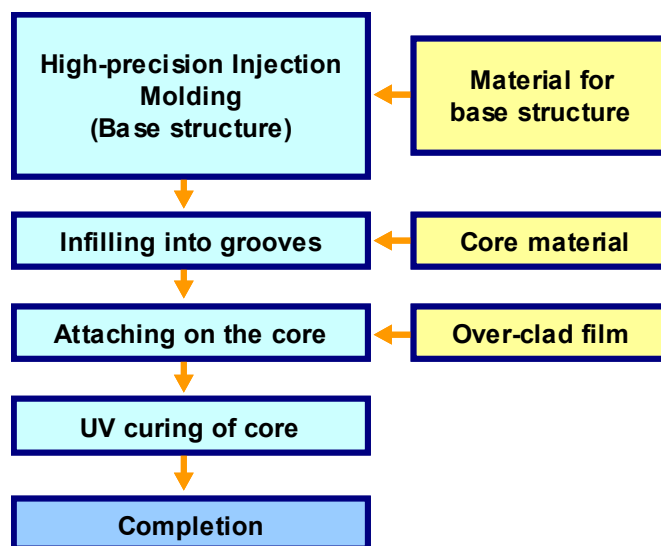 High-precision Injection
Molding
(Base structure)
Material for
base structure
Infilling into grooves
Core material
Attaching on the core
Over-clad film
UV curing of core
Completion